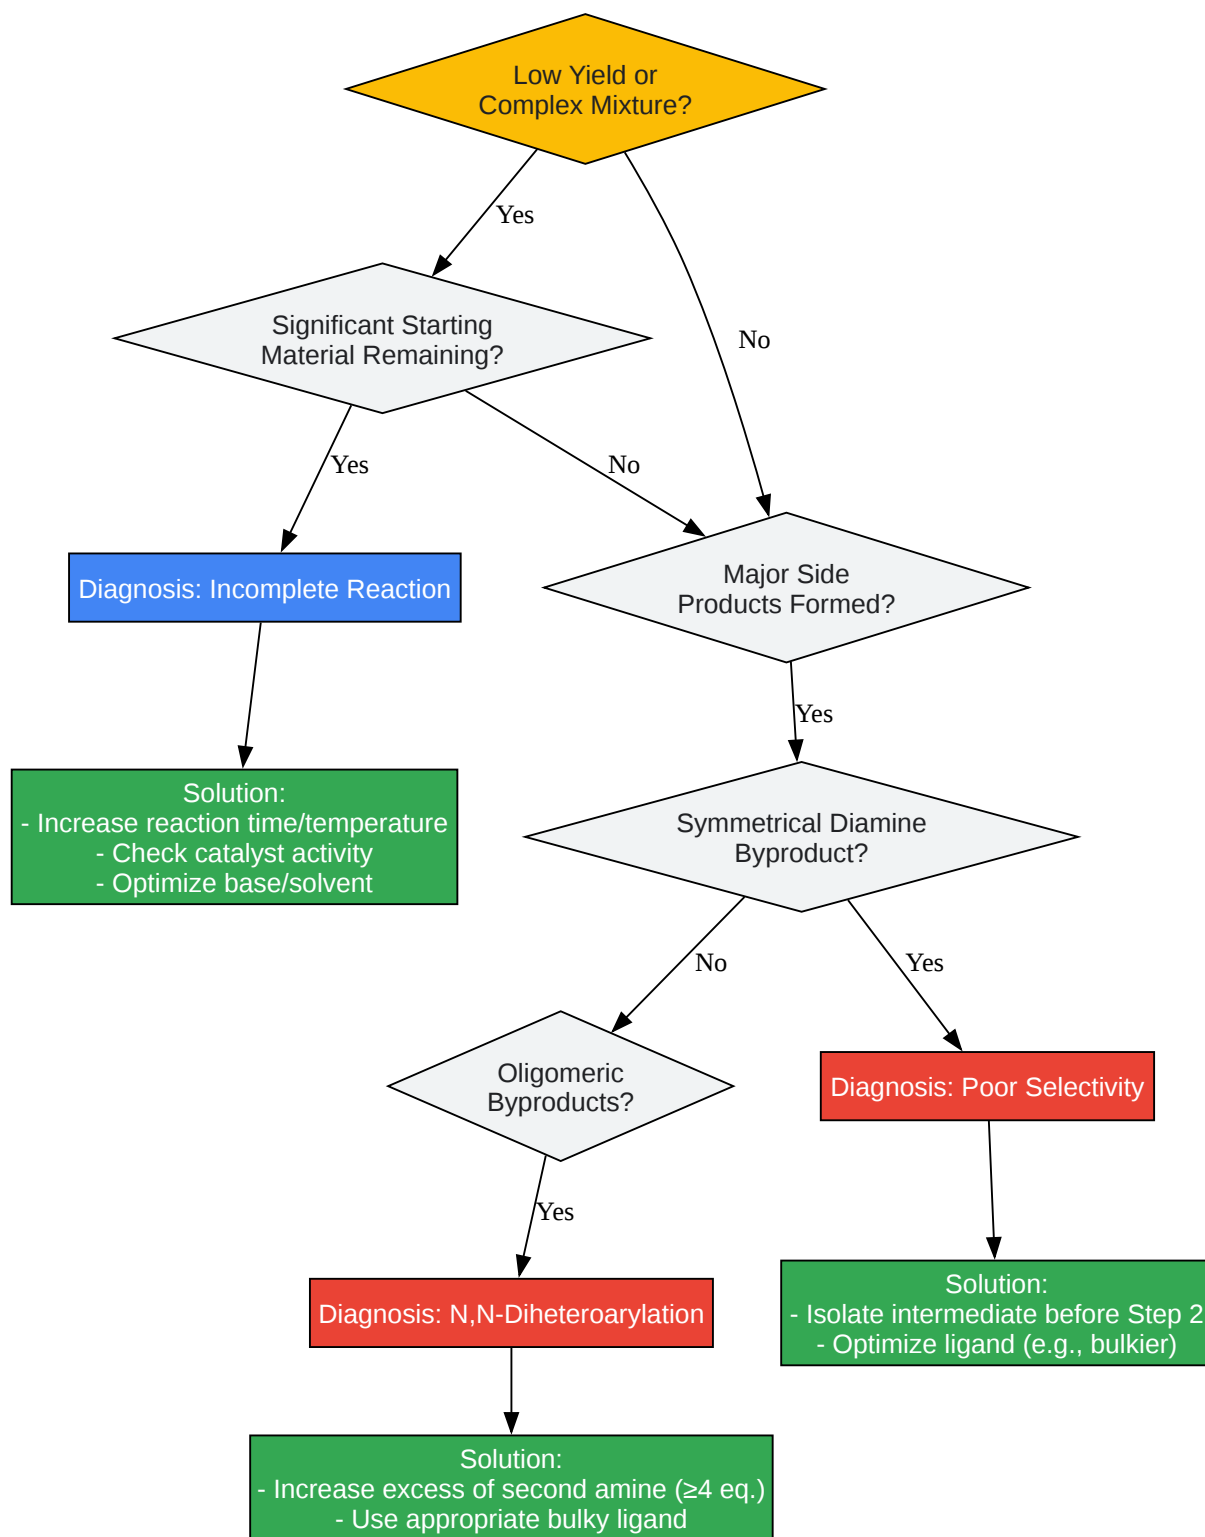 Low Yield or
Complex Mixture?
Yes
No
Significant Starting
Material Remaining?
Yes
No
Diagnosis: Incomplete Reaction
Major Side
Products Formed?
Yes
Solution:
- Increase reaction time/temperature
- Check catalyst activity
- Optimize base/solvent
Symmetrical Diamine
Byproduct?
No
Yes
Oligomeric
Byproducts?
Diagnosis: Poor Selectivity
Yes
Diagnosis: N,N-Diheteroarylation
Solution:
- Isolate intermediate before Step 2
- Optimize ligand (e.g., bulkier)
Solution:
- Increase excess of second amine (≥4 eq.)
- Use appropriate bulky ligand